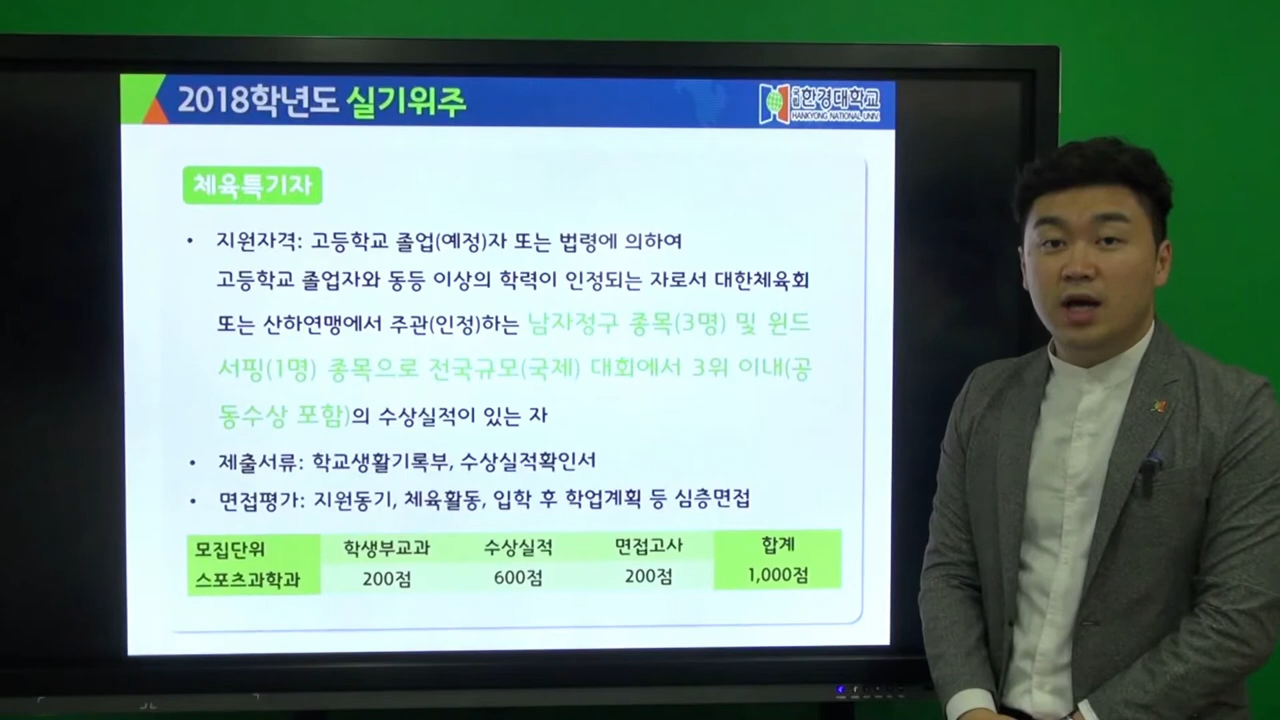 2018학년도 실기위주
국립 한경대학교
HANKYONG NATIONAL UNIV.
체육특기자
• 지원자격: 고등학교 졸업(예정)자 또는 법령에 의하여
고등학교 졸업자와 동등 이상의 학력이 인정되는 자로서 대한체육회
또는 산하연맹에서 주관(인정)하는 남자정구 종목(3명) 및 윈드
서핑(1명) 종목으로 전국규모(국제) 대회에서 3위 이내(공
동수상 포함)의 수상실적이 있는 자
• 제출서류: 학교생활기록부, 수상실적확인서
• 면접평가: 지원동기, 체육활동, 입학 후 학업계획 등 심층면접
모집단위 학생부교과 수상실적 면접고사 합계
스포츠과학과 200점 600점 200점 1,000점